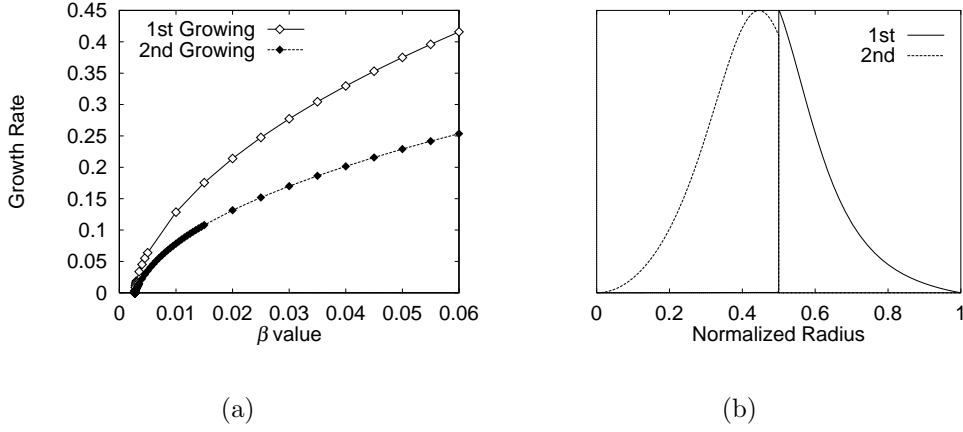 0.45
0.4
0.35
0.3
0.25
0.2
0.15
0.1
0.05
0
Growth Rate
1st Growing
2nd Growing
0 0.01 0.02 0.03 0.04 0.05 0.06
β value
(a)
1st
2nd
0 0.2 0.4 0.6 0.8 1
Normalized Radius
(b)